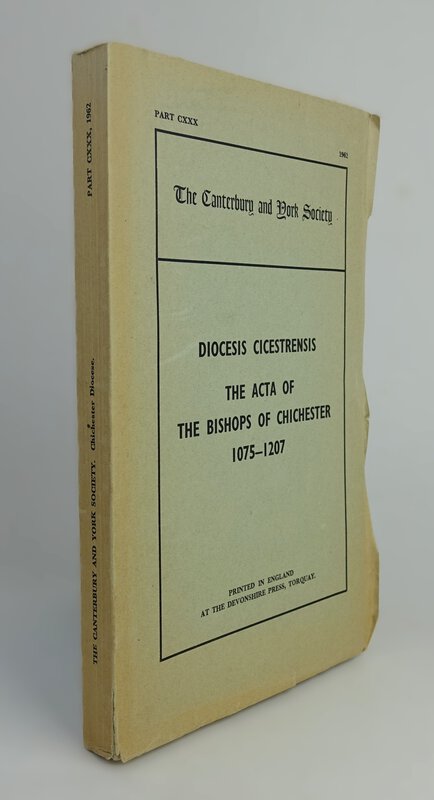 PART CXXX, 1962
THE CANTERBURY AND YORK SOCIETY. Chichester Diocese.
PART CXXX
1962
The Canterbury and York Society
DIOCESIS CICESTRENSIS
THE ACTA OF
THE BISHOPS OF CHICHESTER
1075–1207
PRINTED IN ENGLAND
AT THE DEVONSHIRE PRESS, TORQUAY.